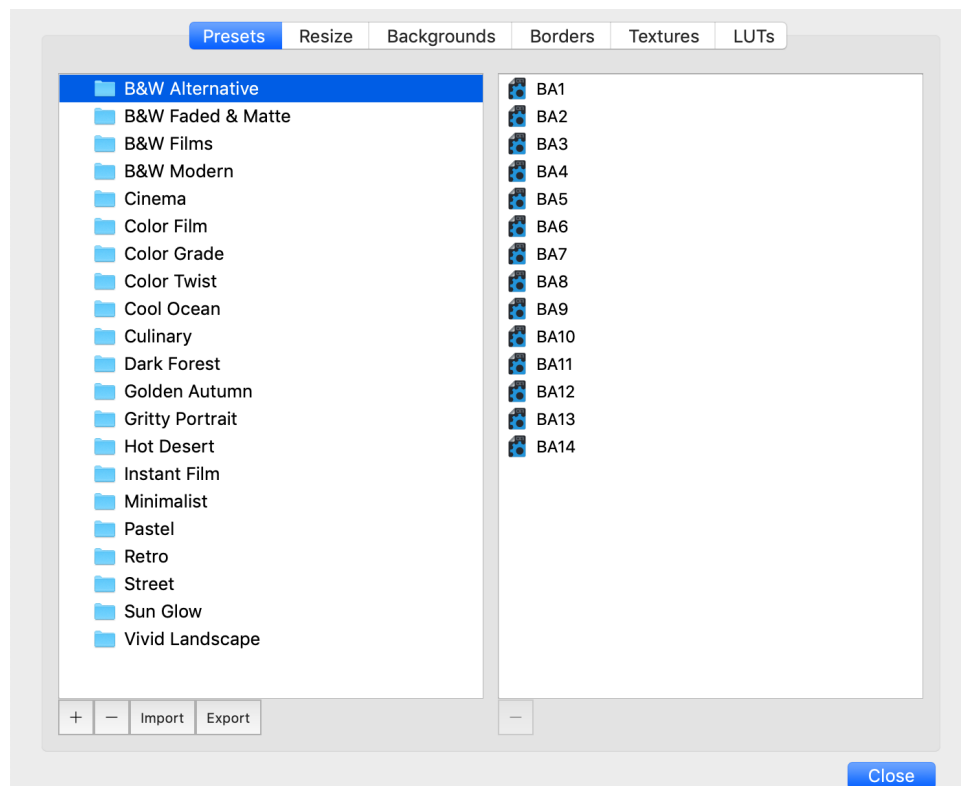 Presets Resize Backgrounds Borders Textures LUTs
B&W Alternative
B&W Faded & Matte
B&W Films
B&W Modern
Cinema
Color Film
Color Grade
Color Twist
Cool Ocean
Culinary
Dark Forest
Golden Autumn
Gritty Portrait
Hot Desert
Instant Film
Minimalist
Pastel
Retro
Street
Sun Glow
Vivid Landscape
+ − Import Export
BA1
BA2
BA3
BA4
BA5
BA6
BA7
BA8
BA9
BA10
BA11
BA12
BA13
BA14
−
Close